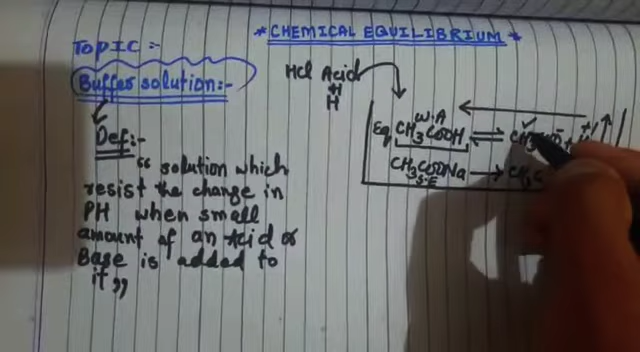 * CHEMICAL EQUILIBRIUM *
Topic :-
Buffer solution:-
Hcl Acid
H
H
Def:-
" solution which
resist the change in
PH when small
amount of an Acid or
Base is added to
it "
W.A
Eq CH3COOH ⇌
CH3COONa →